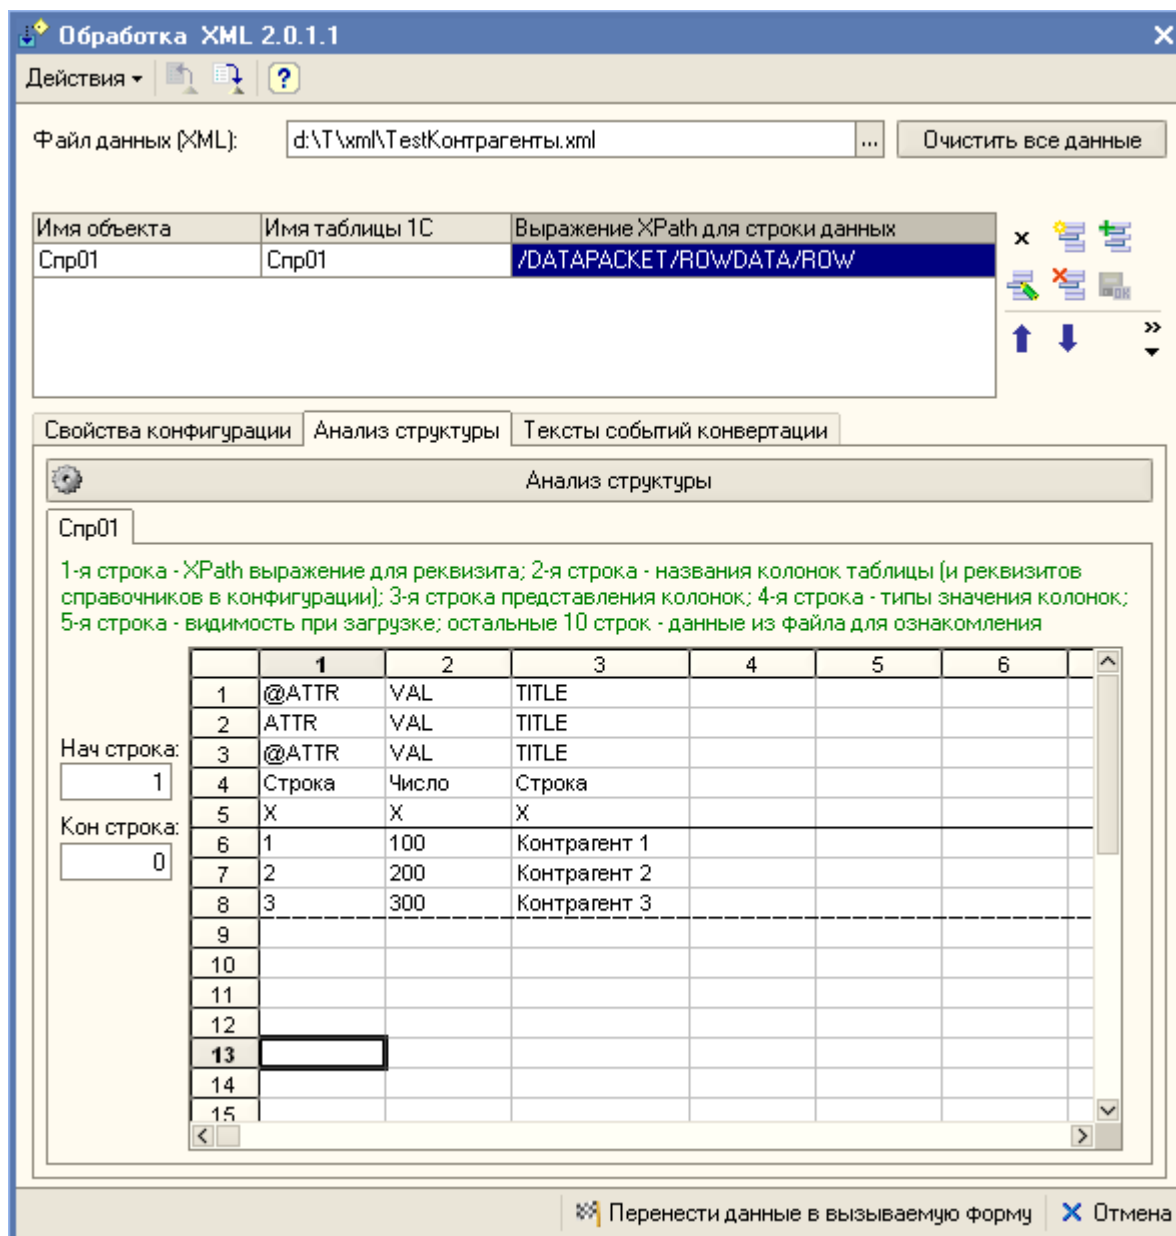 Обработка XML 2.0.1.1
Действия
Файл данных (XML): d:\T\xml\TestКонтрагенты.xml ... Очистить все данные
Имя объекта Имя таблицы 1С Выражение XPath для строки данных
Спр01 Спр01 /DATAPACKET/ROWDATA/ROW
Свойства конфигурации Анализ структуры Тексты событий конвертации
Анализ структуры
Спр01
1-я строка - XPath выражение для реквизита; 2-я строка - названия колонок таблицы (и реквизитов
справочников в конфигурации); 3-я строка представления колонок; 4-я строка - типы значения колонок;
5-я строка - видимость при загрузке; остальные 10 строк - данные из файла для ознакомления
1 2 3 4 5 6
1 @ATTR VAL TITLE
2 ATTR VAL TITLE
Нач строка: 3 @ATTR VAL TITLE
1 4 Строка Число Строка
Кон строка: 5 X X X
0 6 1 100 Контрагент 1
7 2 200 Контрагент 2
8 3 300 Контрагент 3
9
10
11
12
13
14
15
Перенести данные в вызываемую форму Отмена